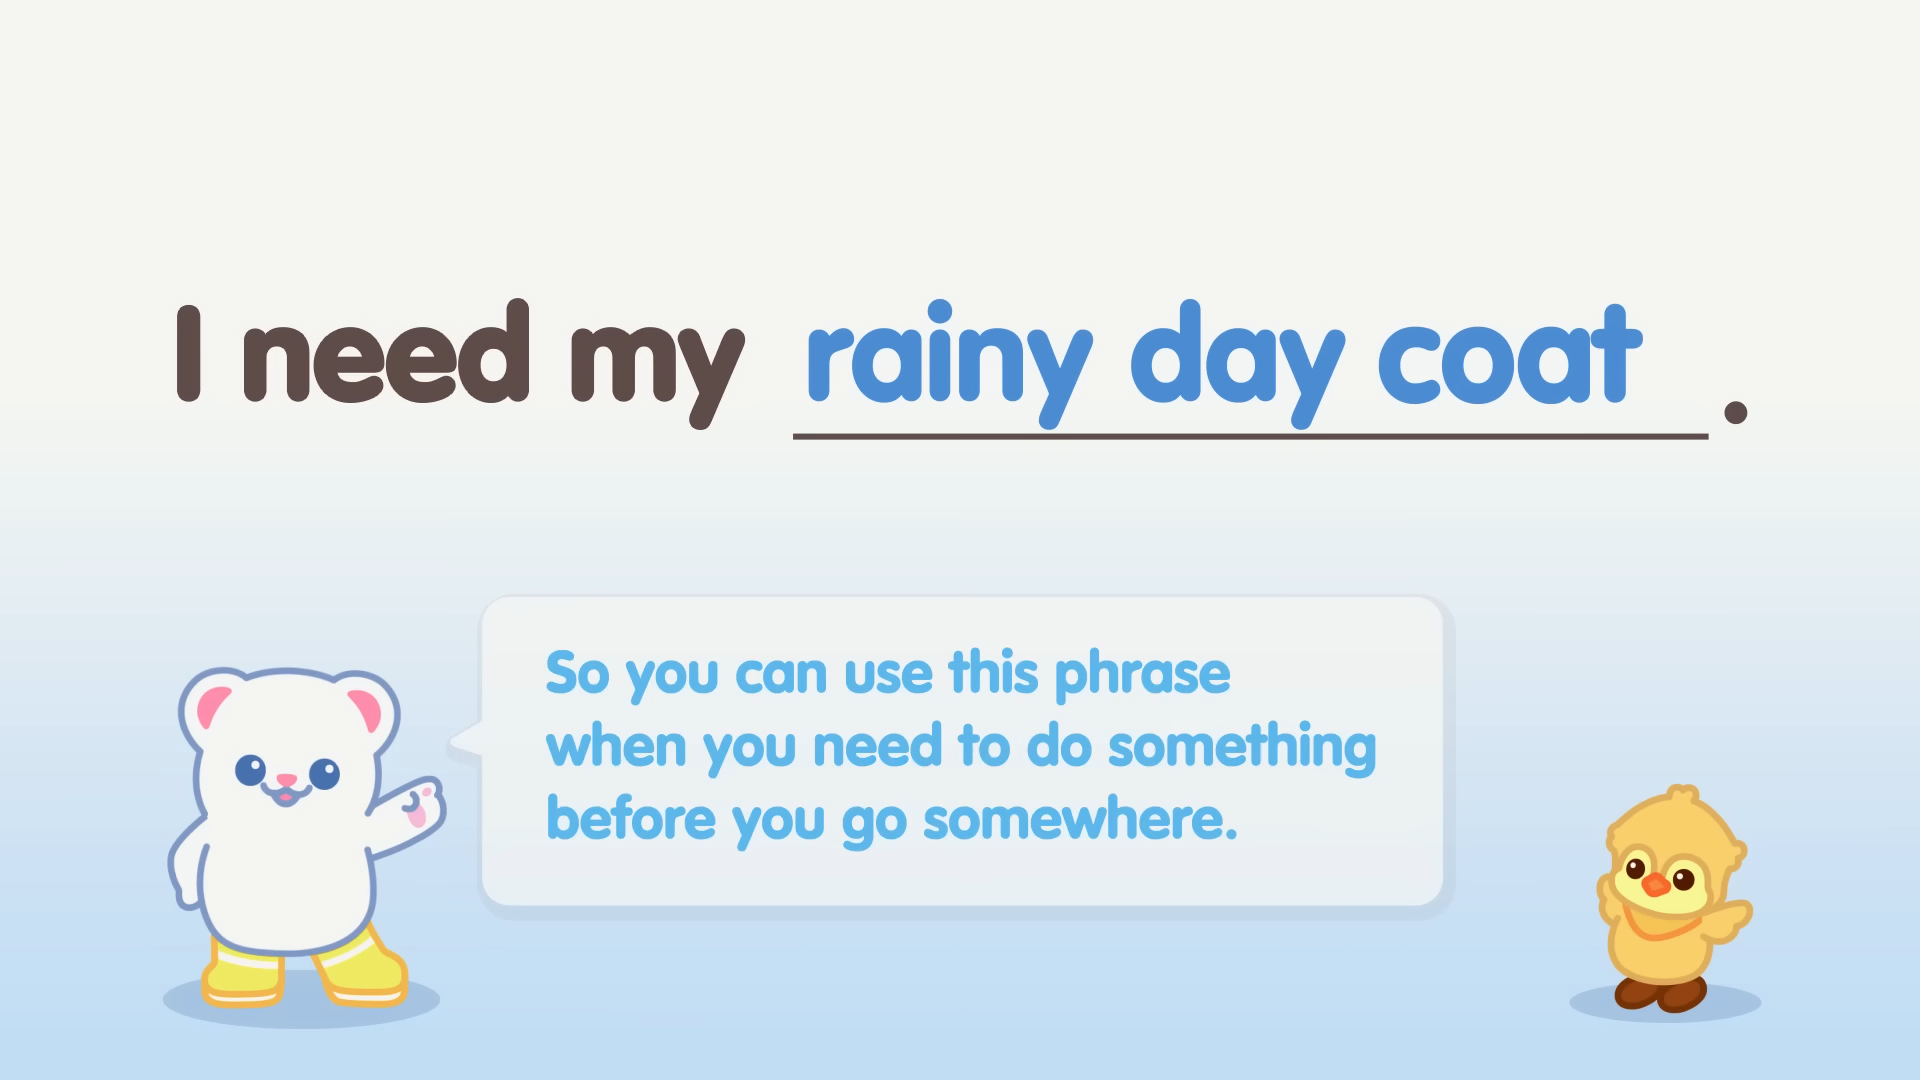 I need my rainy day coat.
So you can use this phrase
when you need to do something
before you go somewhere.